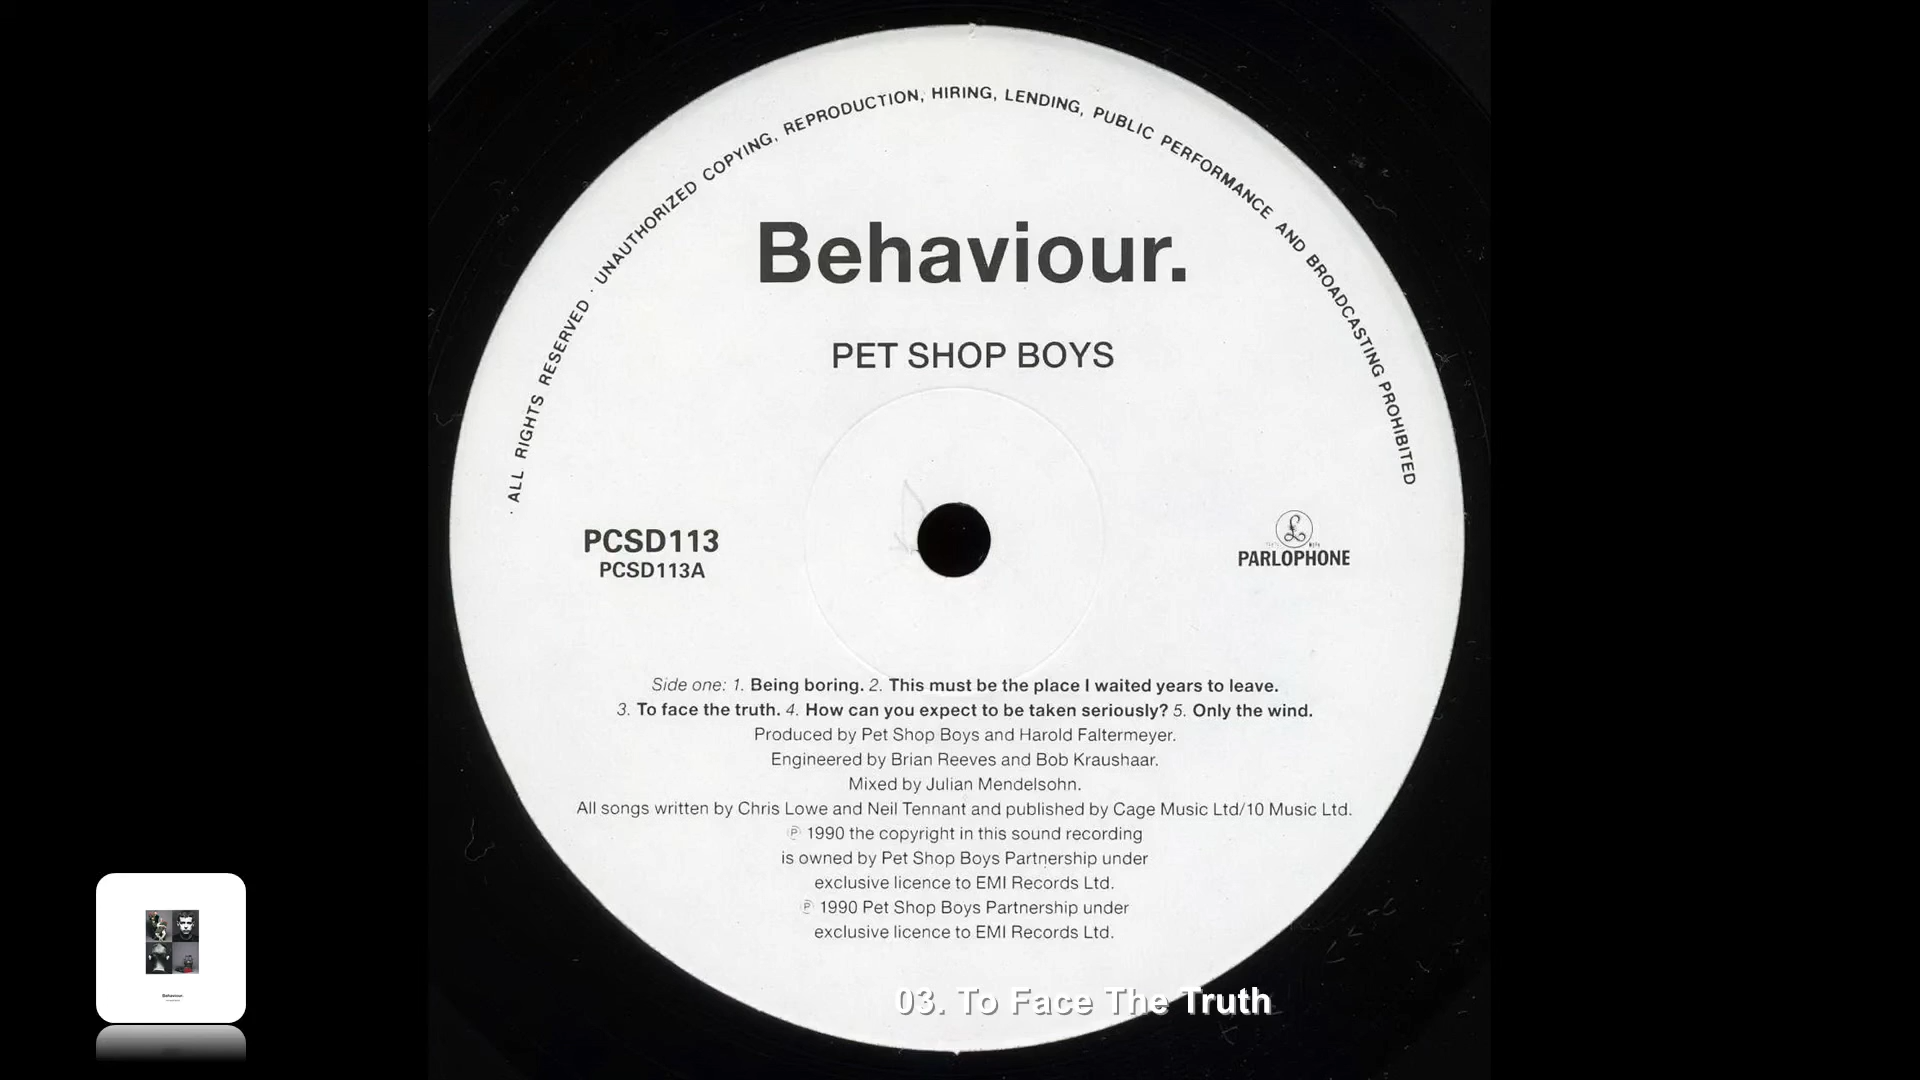 · ALL RIGHTS RESERVED · UNAUTHORIZED COPYING, REPRODUCTION, HIRING, LENDING, PUBLIC PERFORMANCE AND BROADCASTING PROHIBITED
Behaviour.
PET SHOP BOYS
PCSD113
PCSD113A
£
PARLOPHONE
Side one: 1. Being boring. 2. This must be the place I waited years to leave.
3. To face the truth. 4. How can you expect to be taken seriously? 5. Only the wind.
Produced by Pet Shop Boys and Harold Faltermeyer.
Engineered by Brian Reeves and Bob Kraushaar.
Mixed by Julian Mendelsohn.
All songs written by Chris Lowe and Neil Tennant and published by Cage Music Ltd/10 Music Ltd.
℗ 1990 the copyright in this sound recording
is owned by Pet Shop Boys Partnership under
exclusive licence to EMI Records Ltd.
℗ 1990 Pet Shop Boys Partnership under
exclusive licence to EMI Records Ltd.
03. To Face The Truth
Behaviour.